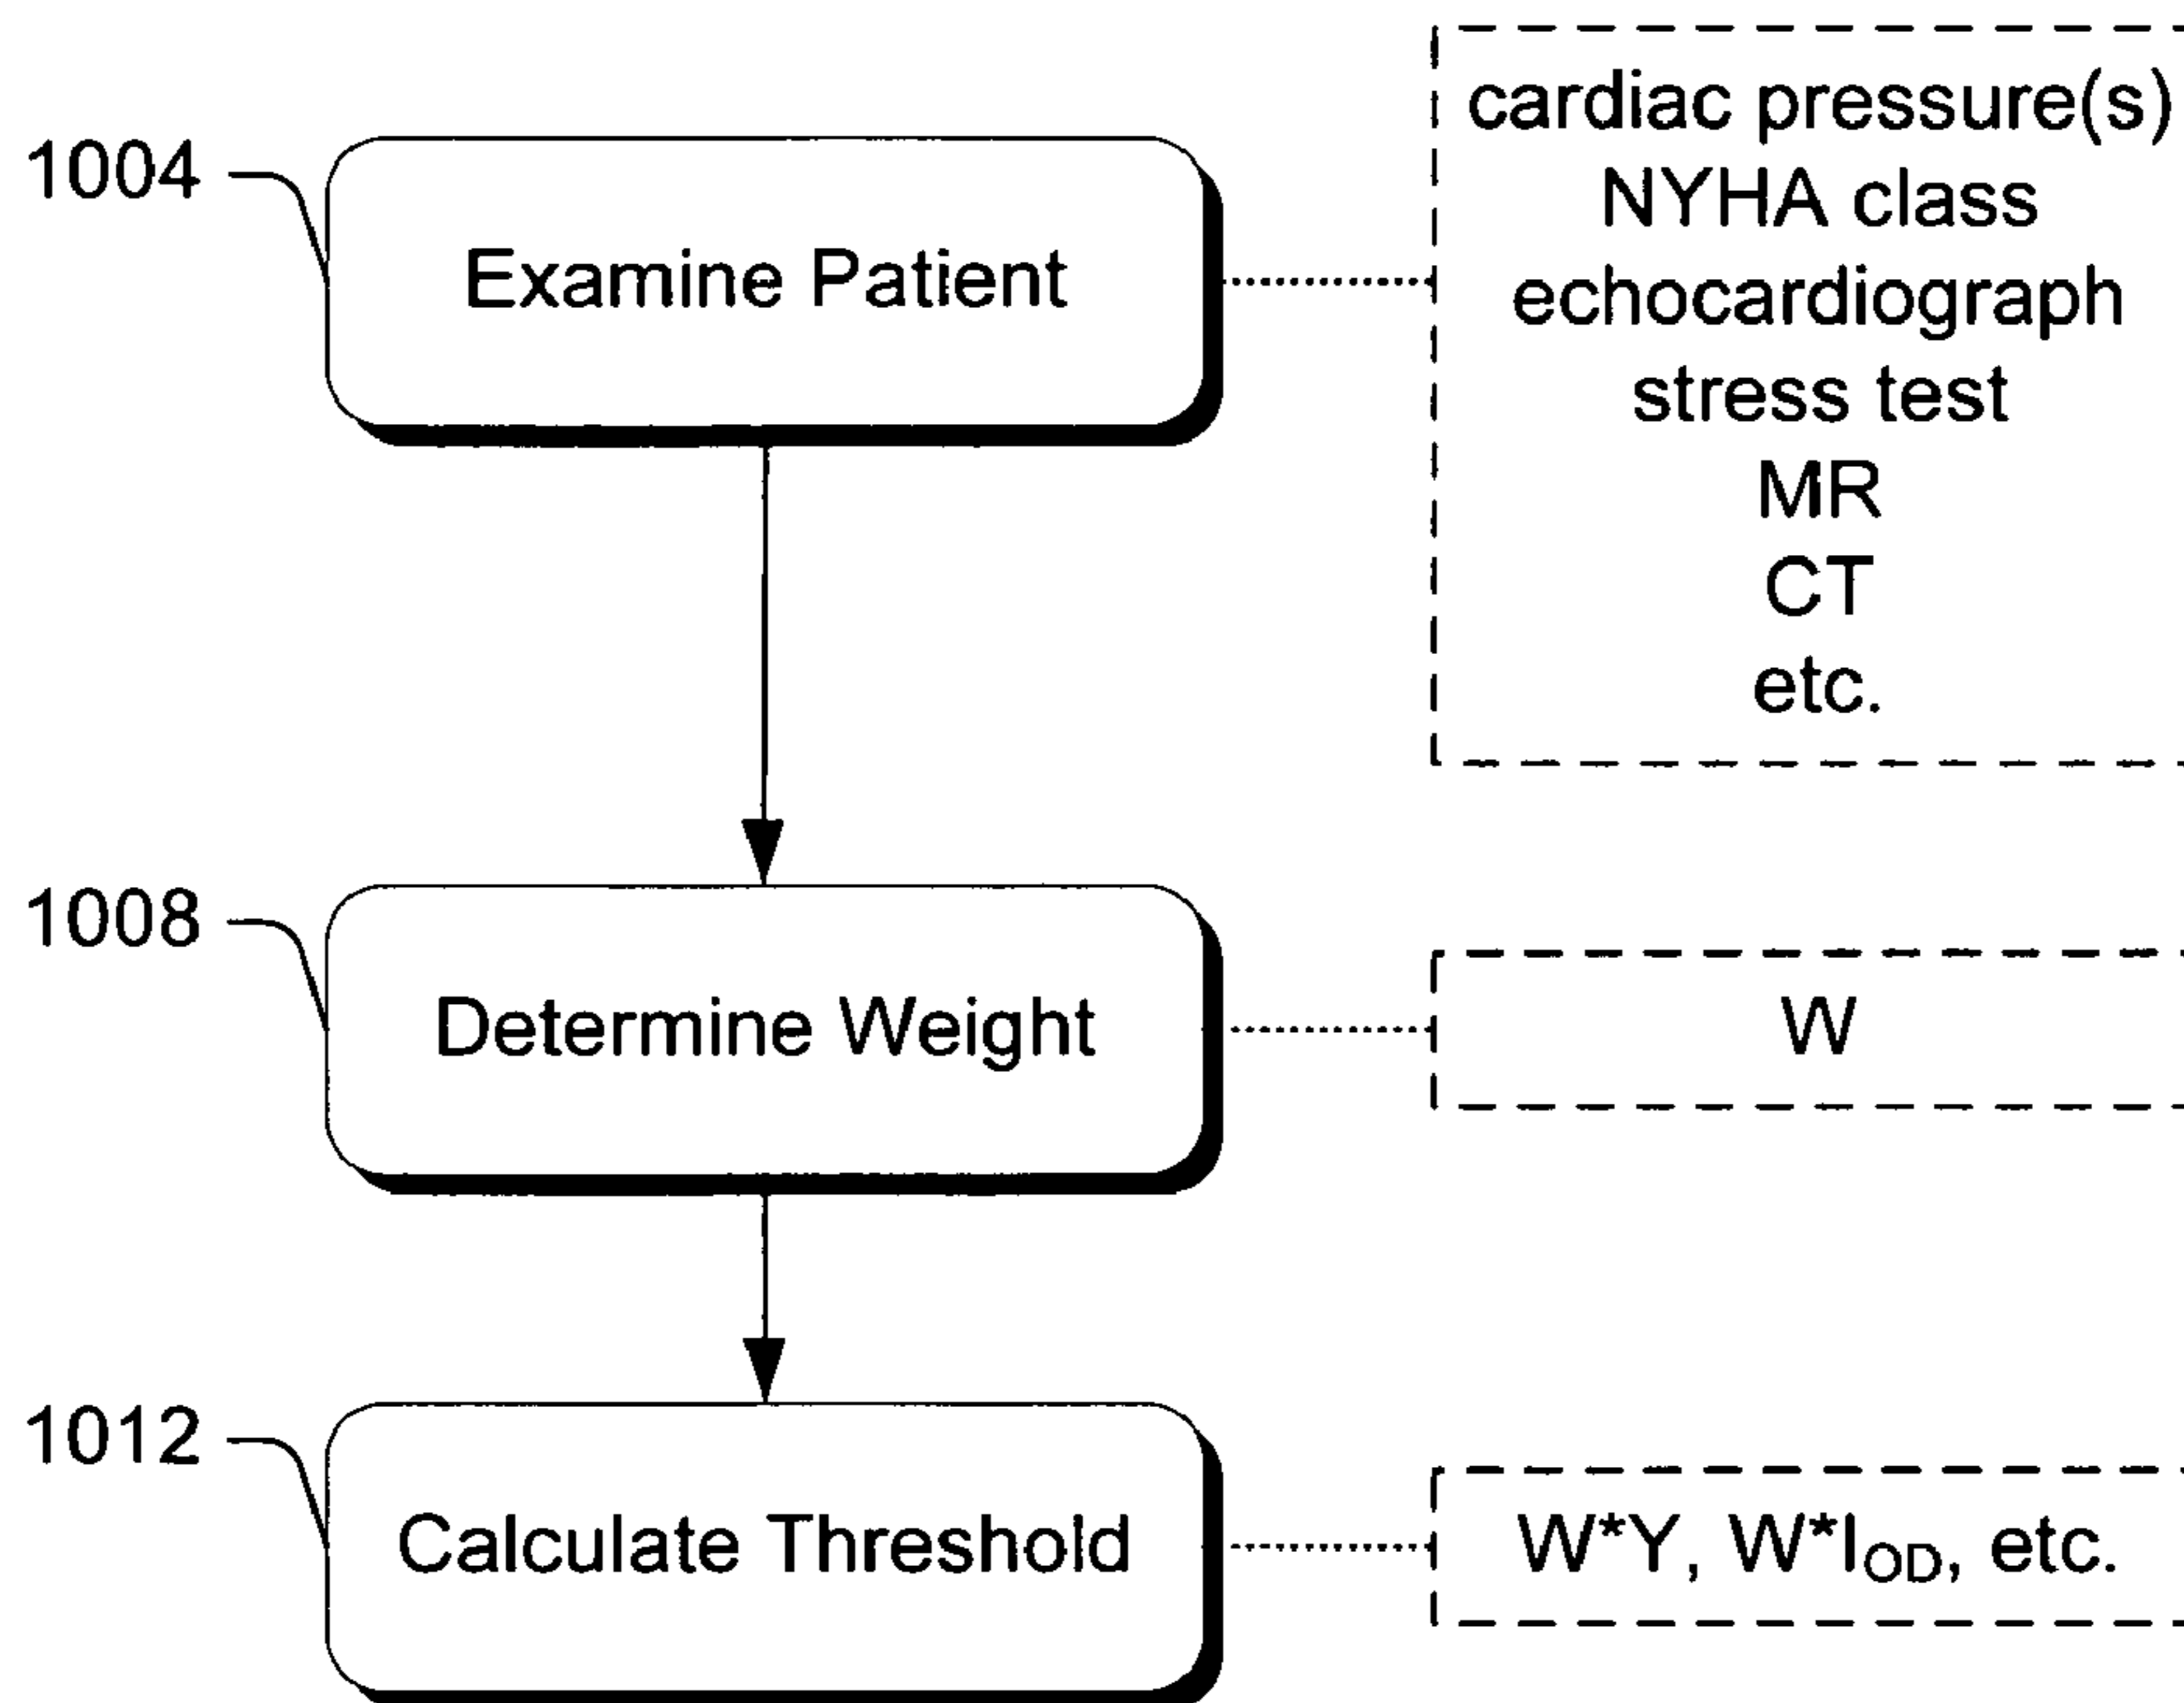 1004
Examine Patient
cardiac pressure(s)
NYHA class
echocardiograph
stress test
MR
CT
etc.
1008
Determine Weight
W
1012
Calculate Threshold
W*Y, W*I_OD, etc.